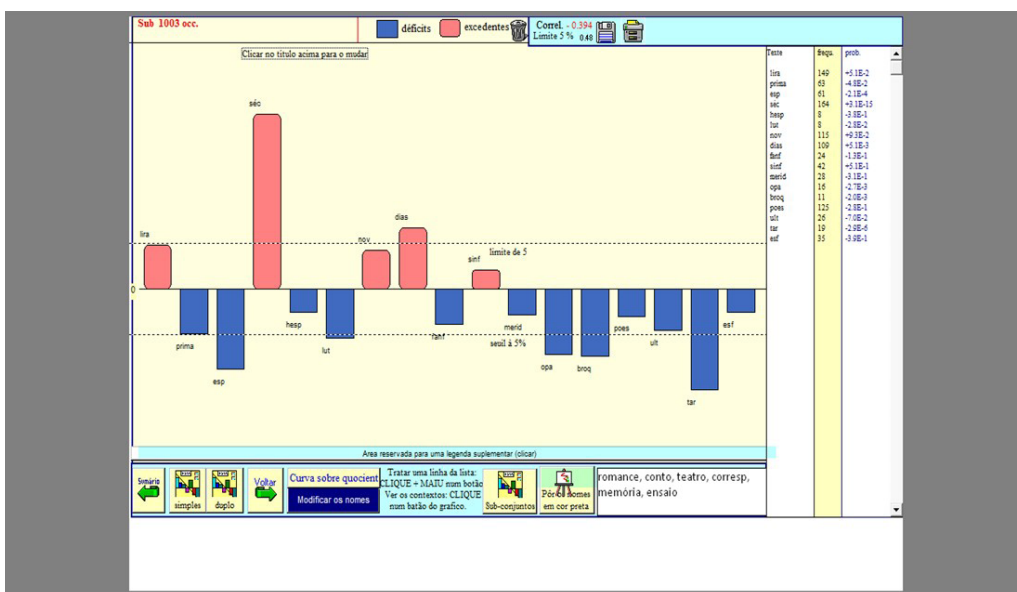 Sub 1003 occ.
déficits
excedentes
Correl. - 0.394
Limite 5 % 0.48
Clicar no titulo acima para o mudar
Texte frequ. prob.
lira 149 +5.1E-2
prima 63 -4.8E-2
esp 61 -2.1E-4
séc 164 +3.1E-15
hesp 8 -3.8E-1
lut 8 -2.8E-2
nov 115 +9.3E-2
dias 109 +5.1E-3
fanf 24 -1.3E-1
sinf 42 +5.1E-1
merid 28 -3.1E-1
opa 16 -2.7E-3
broq 11 -2.0E-3
poes 125 -2.8E-1
ult 26 -7.0E-2
tar 19 -2.9E-6
esf 35 -3.9E-1
séc
dias
lira
nov
sinf
limite de 5
0
hesp
merid
poes
esf
prima
lut
fanf
seuil à 5%
ult
esp
opa
broq
tar
Area reservada para uma legenda suplementar (clicar)
Sumário
simples
duplo
Voltar
Curva sobre quocient
Modificar os nomes
Tratar uma linha da lista:
CLIQUE + MAIU num botão
Ver os contextos: CLIQUE
num batão do grafico.
Sub-conjuntos
Pôr os nomes
em cor preta
romance, conto, teatro, corresp,
memória, ensaio